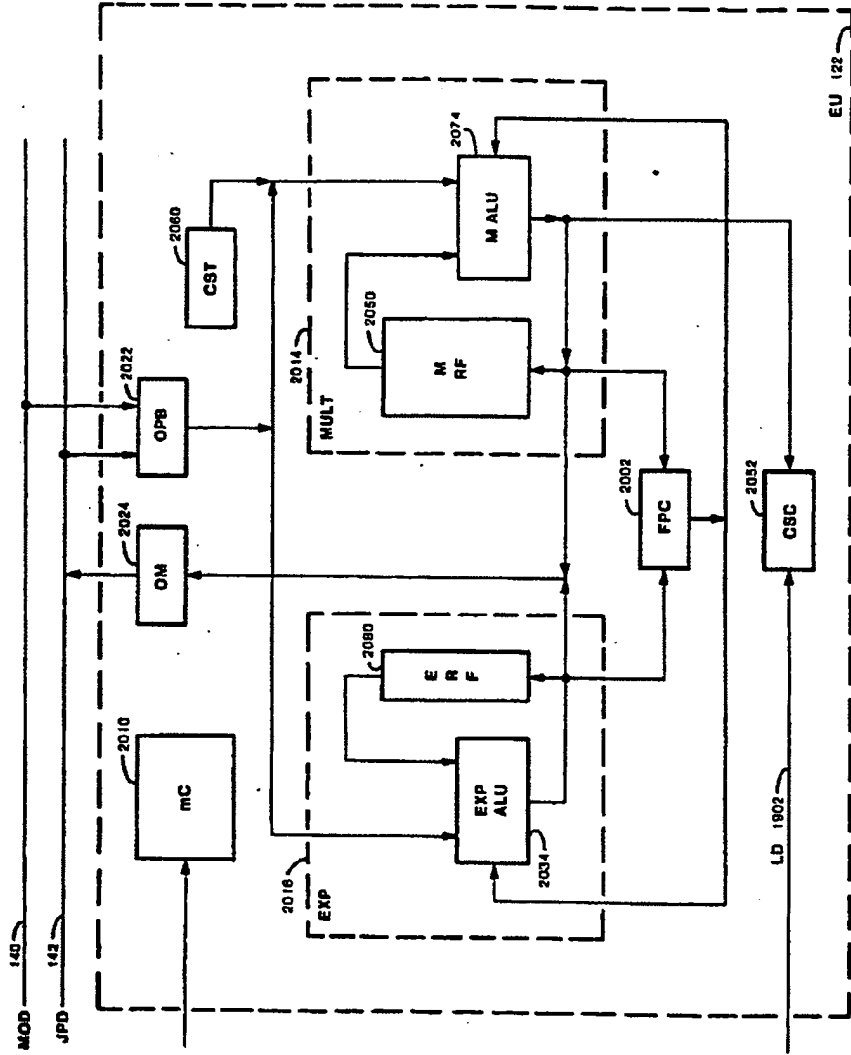 MOD 140
JPD 142
2010
mC
2024
OM
2022
OPB
2060
CST
EU 122
2016
EXP
2034
EXP
ALU
2080
E
R
F
2014
MULT
2050
M
RF
2074
M ALU
2002
FPC
2052
CSC
LD 1902